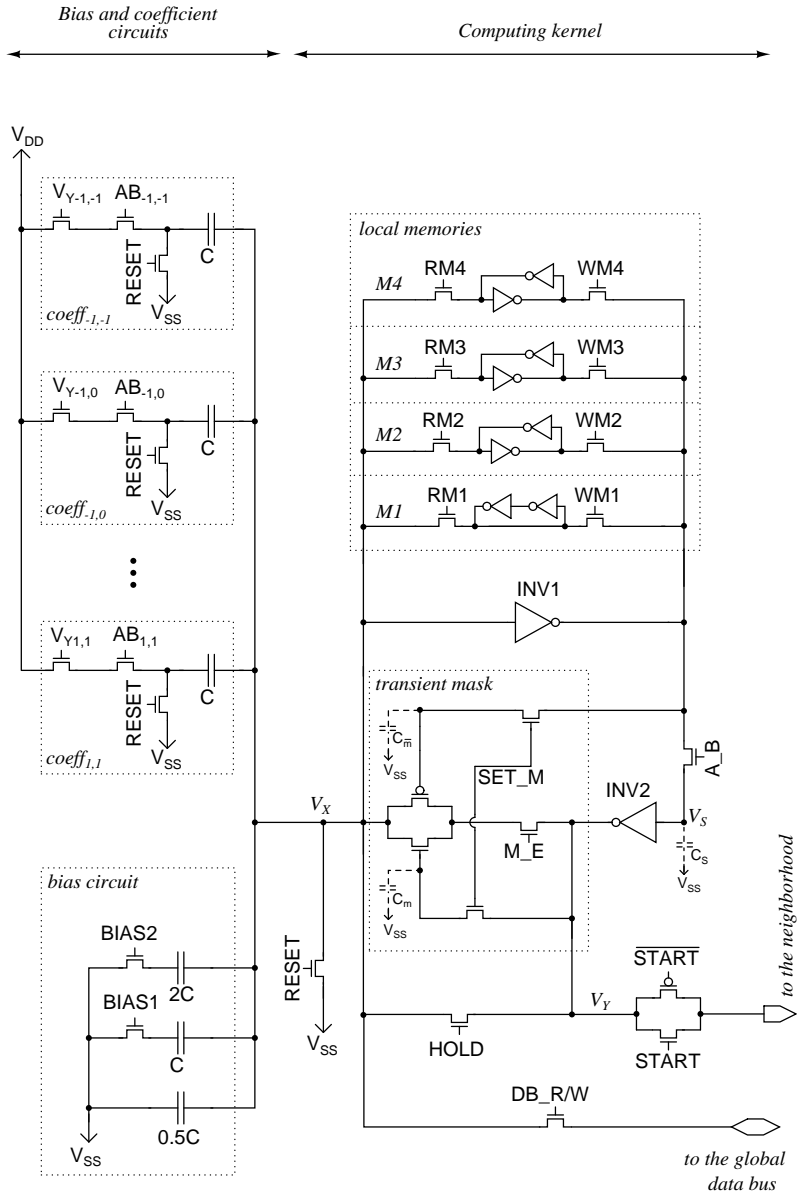 Bias and coefficient
circuits
Computing kernel
V_DD
V_Y-1,-1 AB_-1,-1
C
RESET
V_SS
coeff_-1,-1
V_Y-1,0 AB_-1,0
C
RESET
V_SS
coeff_-1,0
V_Y1,1 AB_1,1
C
RESET
V_SS
coeff_1,1
local memories
M4 RM4 WM4
M3 RM3 WM3
M2 RM2 WM2
M1 RM1 WM1
INV1
transient mask
C_m̅
V_SS
SET_M
A_B
INV2
V_X
V_S
M_E
C_S
V_SS
C_m
V_SS
bias circuit
BIAS2
2C
BIAS1
C
0.5C
V_SS
RESET
V_SS
HOLD
V_Y
S̅T̅A̅R̅T̅
START
to the neighborhood
DB_R/W
to the global
data bus